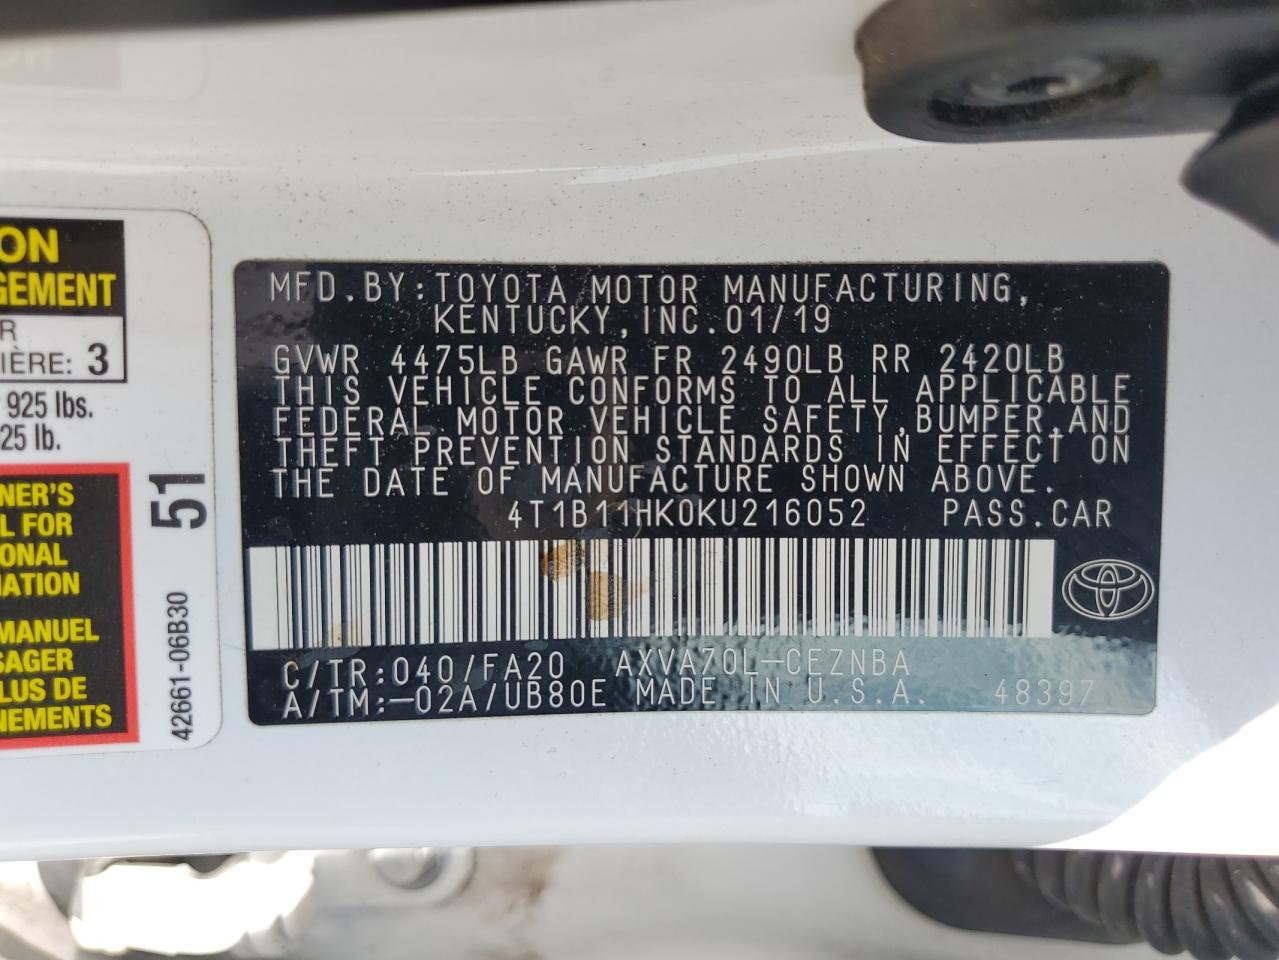 ON
GEMENT
R
IÈRE: 3
925 lbs.
25 lb.
NER'S
L FOR
ONAL
MATION
MANUEL
SAGER
LUS DE
NEMENTS
51
42661-06B30
MFD.BY:TOYOTA MOTOR MANUFACTURING,
KENTUCKY,INC.01/19
GVWR 4475LB GAWR FR 2490LB RR 2420LB
THIS VEHICLE CONFORMS TO ALL APPLICABLE
FEDERAL MOTOR VEHICLE SAFETY,BUMPER,AND
THEFT PREVENTION STANDARDS IN EFFECT ON
THE DATE OF MANUFACTURE SHOWN ABOVE.
4T1B11HK0KU216052 PASS.CAR
C/TR:040/FA20 AXVA70L-CEZNBA
A/TM:-02A/UB80E MADE IN U.S.A. 48397